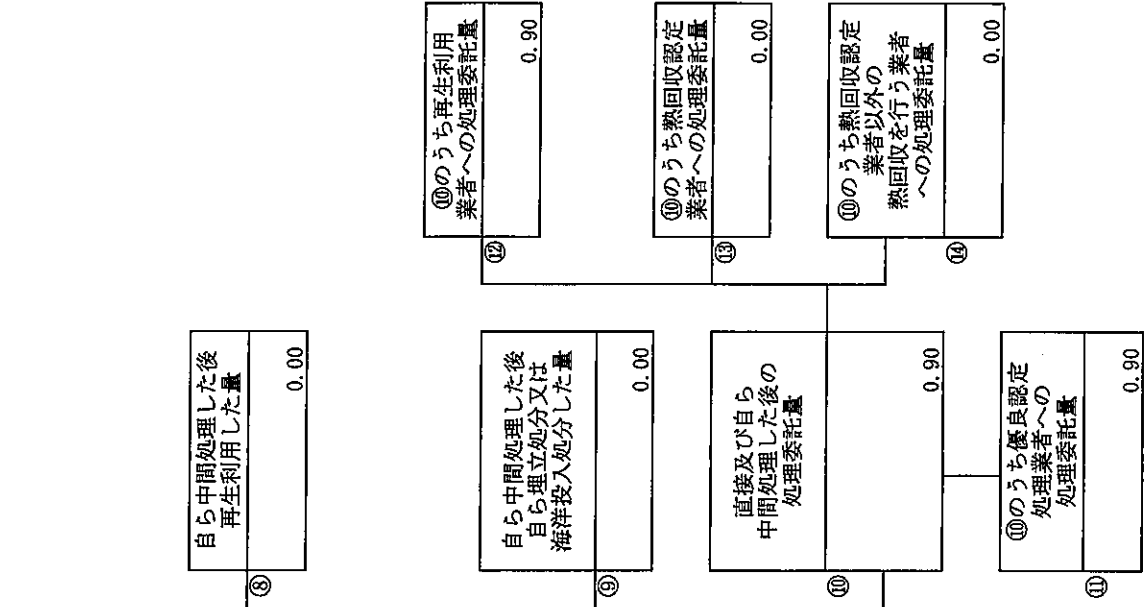 ⑧
自ら中間処理した後
再生利用した量
0.00
⑨
自ら中間処理した後
自ら埋立処分又は
海洋投入処分した量
0.00
⑩
直接及び自ら
中間処理した後の
処理委託量
0.90
⑪
⑩のうち優良認定
処理業者への
処理委託量
0.90
⑫
⑩のうち再生利用
業者への処理委託量
0.90
⑬
⑩のうち熱回収認定
業者への処理委託量
0.00
⑭
⑩のうち熱回収認定
業者以外の
熱回収を行う業者
への処理委託量
0.00